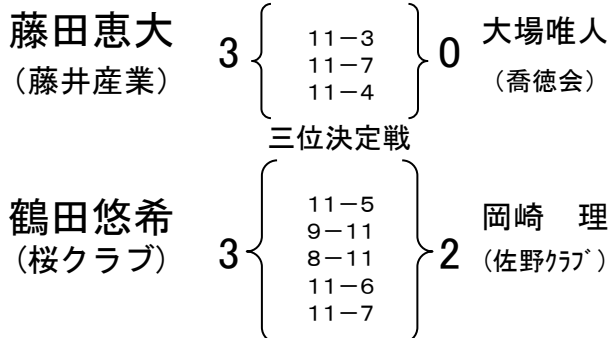 藤田恵大 3 11-3 0 大場唯人
(藤井産業) 11-7 (喬徳会)
11-4
三位決定戦
鶴田悠希 3 11-5 2 岡崎 理
(桜クラブ) 9-11 (佐野ｸﾗﾌﾞ)
8-11
11-6
11-7